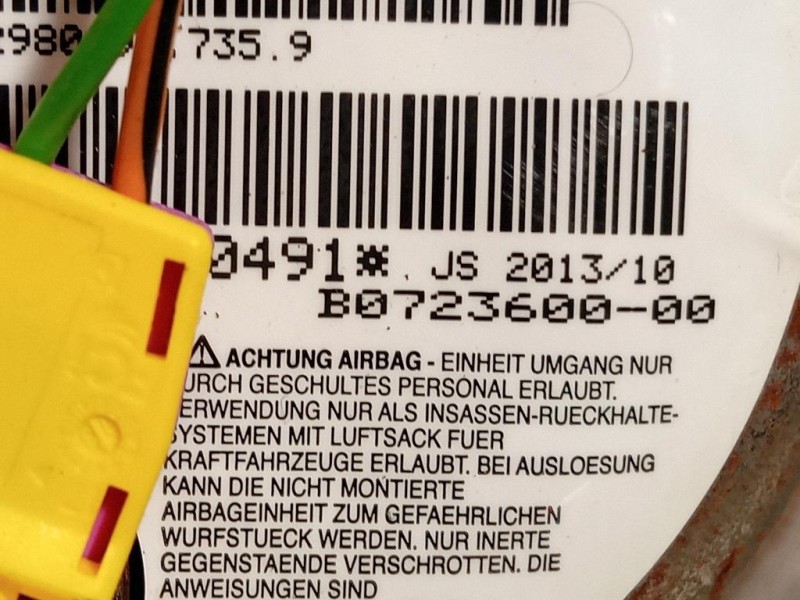 735.9
0491* JS 2013/10
B0723600-00
ACHTUNG AIRBAG - EINHEIT UMGANG NUR
URCH GESCHULTES PERSONAL ERLAUBT.
ERWENDUNG NUR ALS INSASSEN-RUECKHALTE-
SYSTEMEN MIT LUFTSACK FUER
KRAFTFAHRZEUGE ERLAUBT. BEI AUSLOESUNG
KANN DIE NICHT MONTIERTE
AIRBAGEINHEIT ZUM GEFAEHRLICHEN
WURFSTUECK WERDEN. NUR INERTE
GEGENSTAENDE VERSCHROTTEN. DIE
ANWEISUNGEN SIND